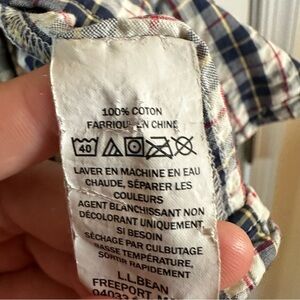 100% COTON
FABRIQUÉ EN CHINE
40
LAVER EN MACHINE EN EAU
CHAUDE, SÉPARER LES
COULEURS
AGENT BLANCHISSANT NON
DÉCOLORANT UNIQUEMENT,
SI BESOIN
SÉCHAGE PAR CULBUTAGE
BASSE TEMPÉRATURE,
SORTIR RAPIDEMENT
L.L.BEAN
FREEPORT,